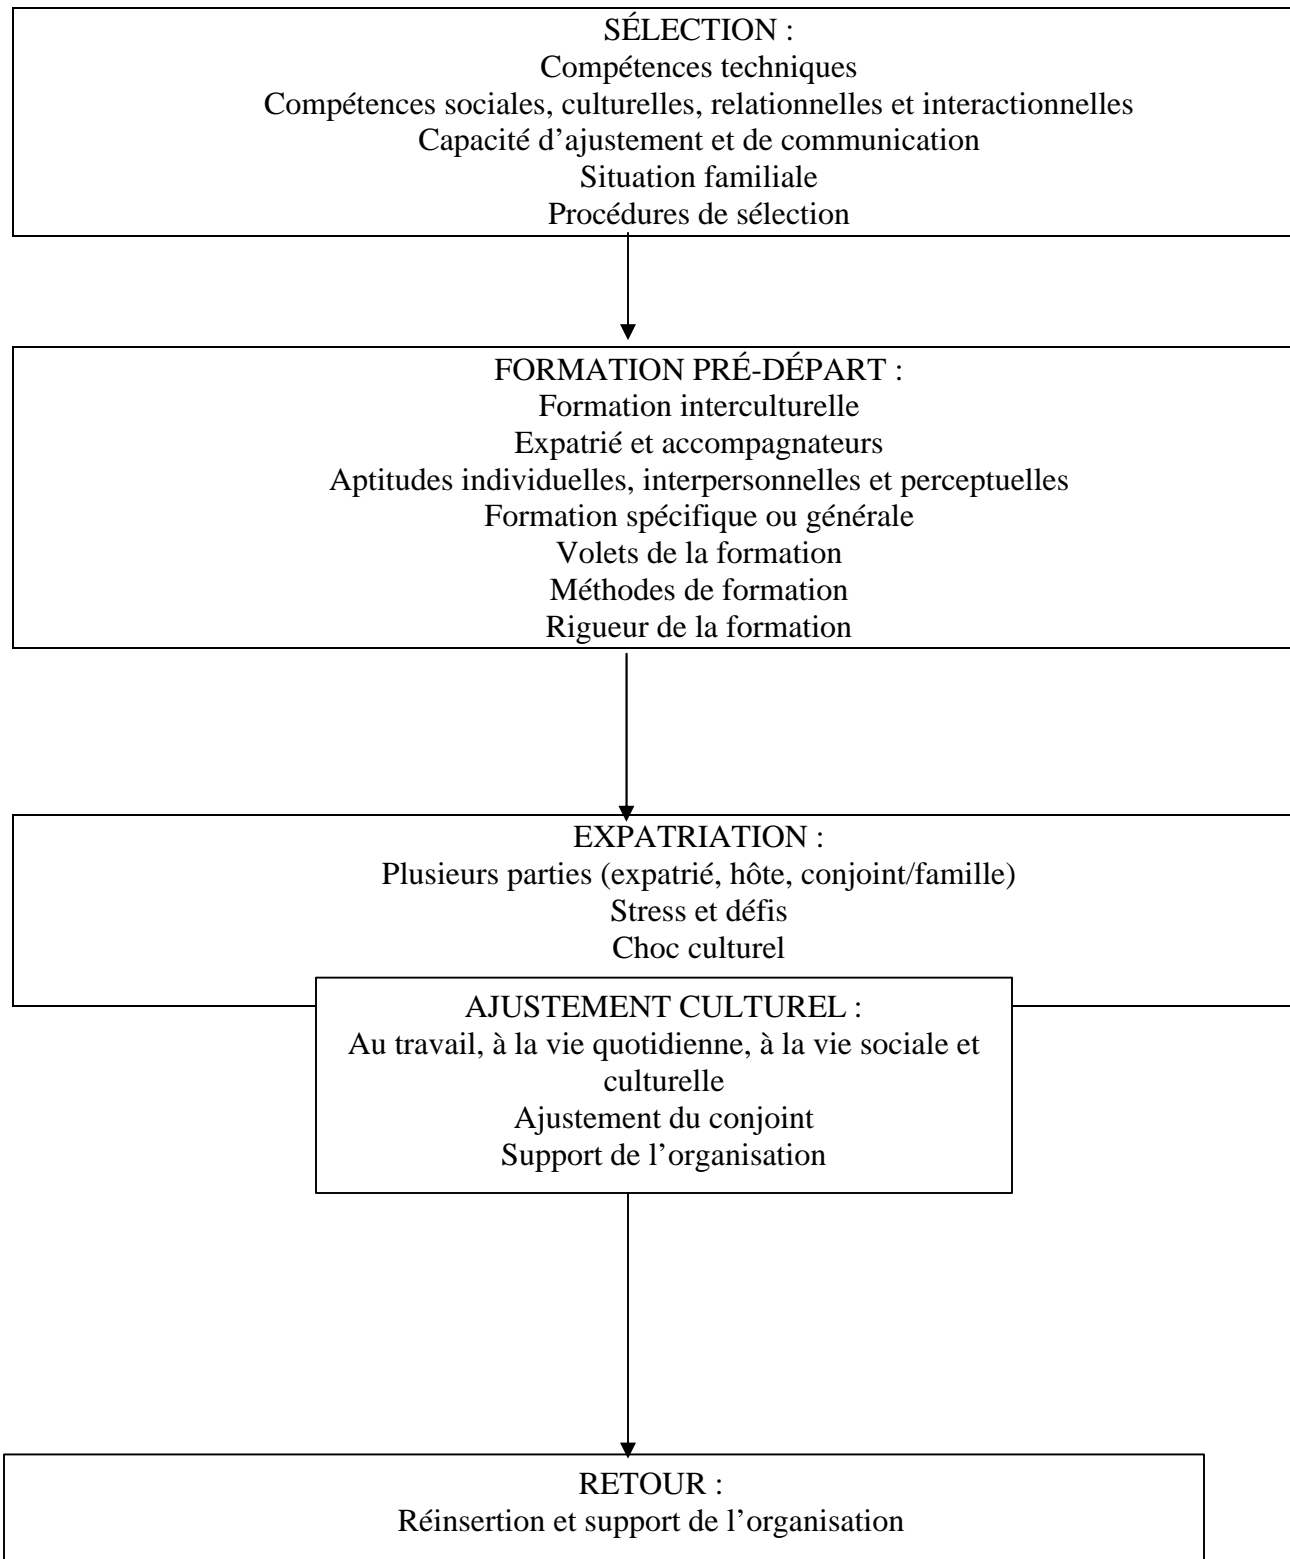 SÉLECTION :
Compétences techniques
Compétences sociales, culturelles, relationnelles et interactionnelles
Capacité d’ajustement et de communication
Situation familiale
Procédures de sélection
FORMATION PRÉ-DÉPART :
Formation interculturelle
Expatrié et accompagnateurs
Aptitudes individuelles, interpersonnelles et perceptuelles
Formation spécifique ou générale
Volets de la formation
Méthodes de formation
Rigueur de la formation
EXPATRIATION :
Plusieurs parties (expatrié, hôte, conjoint/famille)
Stress et défis
Choc culturel
AJUSTEMENT CULTUREL :
Au travail, à la vie quotidienne, à la vie sociale et
culturelle
Ajustement du conjoint
Support de l’organisation
RETOUR :
Réinsertion et support de l’organisation